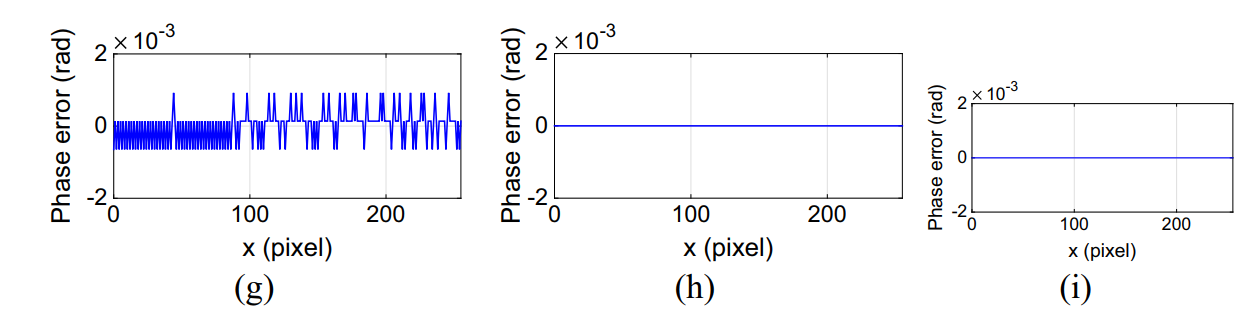 ×10⁻³
2
0
-2
Phase error (rad)
0 100 200
x (pixel)
(g)
×10⁻³
2
0
-2
Phase error (rad)
0 100 200
x (pixel)
(h)
×10⁻³
2
0
-2
Phase error (rad)
0 100 200
x (pixel)
(i)